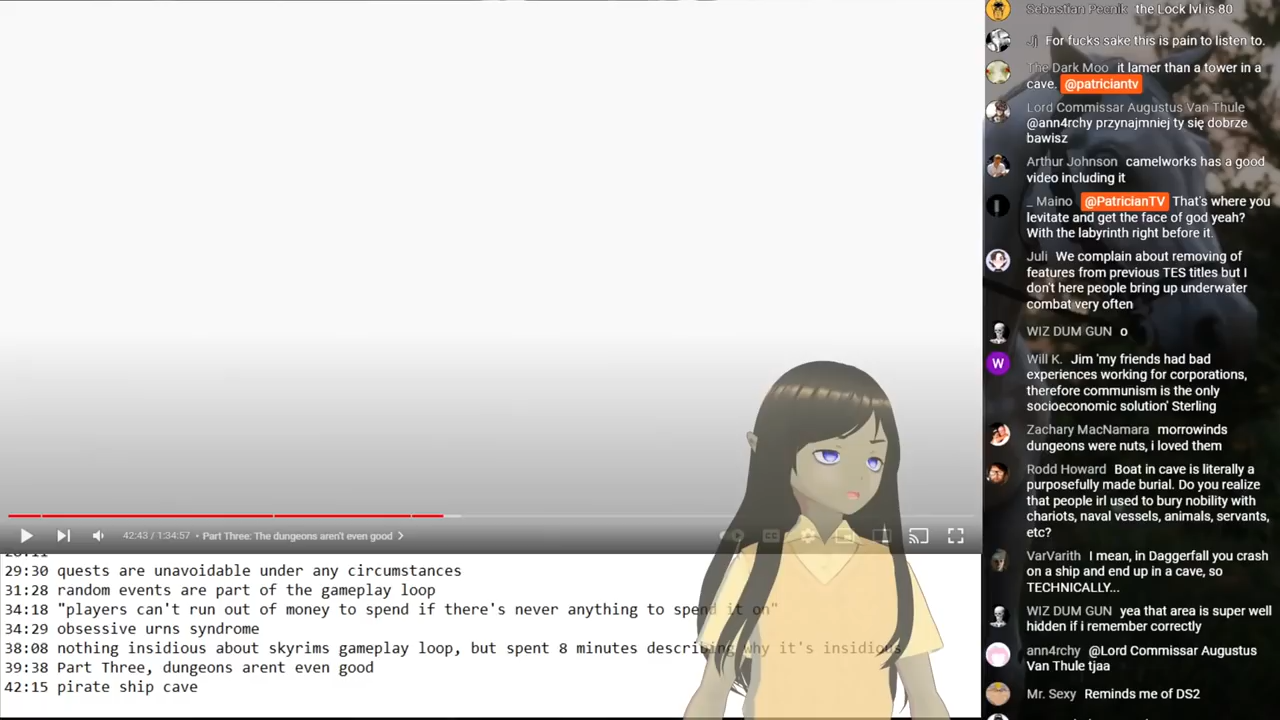 42:43 / 1:34:57 • Part Three: The dungeons aren't even good
29:30 quests are unavoidable under any circumstances
31:28 random events are part of the gameplay loop
34:18 "players can't run out of money to spend if there's never anything to spend it on"
34:29 obsessive urns syndrome
38:08 nothing insidious about skyrims gameplay loop, but spent 8 minutes describing why it's insidious
39:38 Part Three, dungeons arent even good
42:15 pirate ship cave
Sebastian Pecnik the Lock lvl is 80
Jj For fucks sake this is pain to listen to.
The Dark Moo it lamer than a tower in a
cave. @patriciantv
Lord Commissar Augustus Van Thule
@ann4rchy przynajmniej ty się dobrze
bawisz
Arthur Johnson camelworks has a good
video including it
_ Maino @PatricianTV That's where you
levitate and get the face of god yeah?
With the labyrinth right before it.
Juli We complain about removing of
features from previous TES titles but I
don't here people bring up underwater
combat very often
WIZ DUM GUN o
W
Will K. Jim 'my friends had bad
experiences working for corporations,
therefore communism is the only
socioeconomic solution' Sterling
Zachary MacNamara morrowinds
dungeons were nuts, i loved them
Rodd Howard Boat in cave is literally a
purposefully made burial. Do you realize
that people irl used to bury nobility with
chariots, naval vessels, animals, servants,
etc?
VarVarith I mean, in Daggerfall you crash
on a ship and end up in a cave, so
TECHNICALLY...
WIZ DUM GUN yea that area is super well
hidden if i remember correctly
ann4rchy @Lord Commissar Augustus
Van Thule tjaa
Mr. Sexy Reminds me of DS2